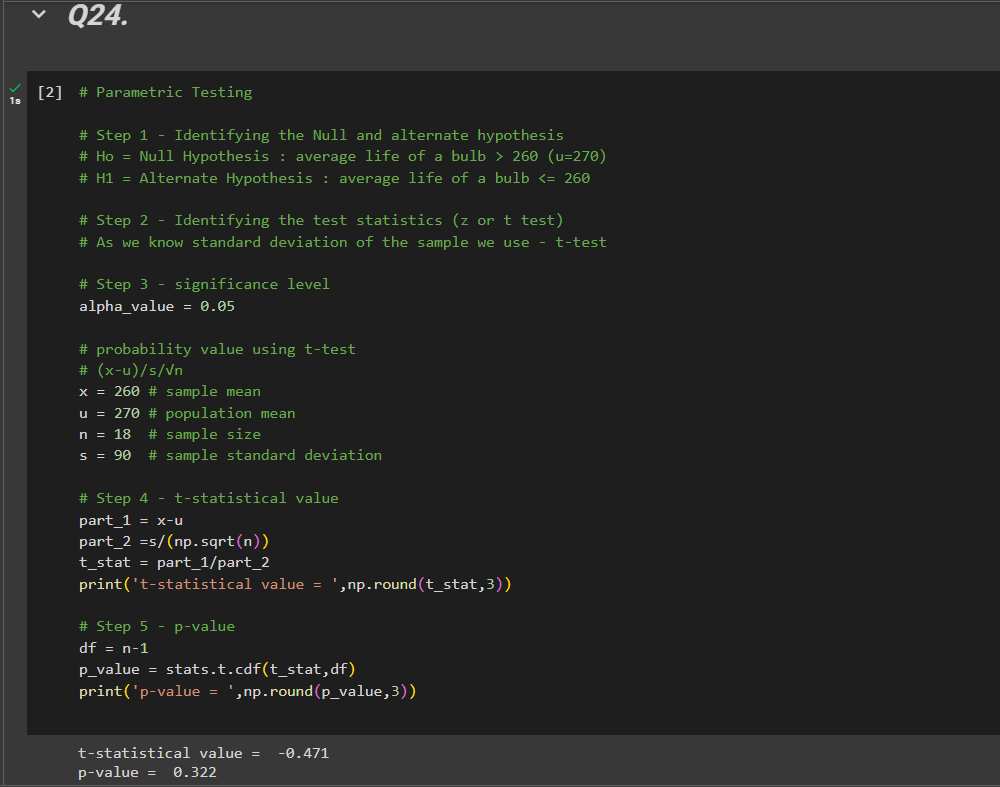 Q24.
[2] # Parametric Testing
1s
# Step 1 - Identifying the Null and alternate hypothesis
# Ho = Null Hypothesis : average life of a bulb > 260 (u=270)
# H1 = Alternate Hypothesis : average life of a bulb <= 260
# Step 2 - Identifying the test statistics (z or t test)
# As we know standard deviation of the sample we use - t-test
# Step 3 - significance level
alpha_value = 0.05
# probability value using t-test
# (x-u)/s/√n
x = 260 # sample mean
u = 270 # population mean
n = 18  # sample size
s = 90  # sample standard deviation
# Step 4 - t-statistical value
part_1 = x-u
part_2 =s/(np.sqrt(n))
t_stat = part_1/part_2
print('t-statistical value = ',np.round(t_stat,3))
# Step 5 - p-value
df = n-1
p_value = stats.t.cdf(t_stat,df)
print('p-value = ',np.round(p_value,3))
t-statistical value =  -0.471
p-value =  0.322